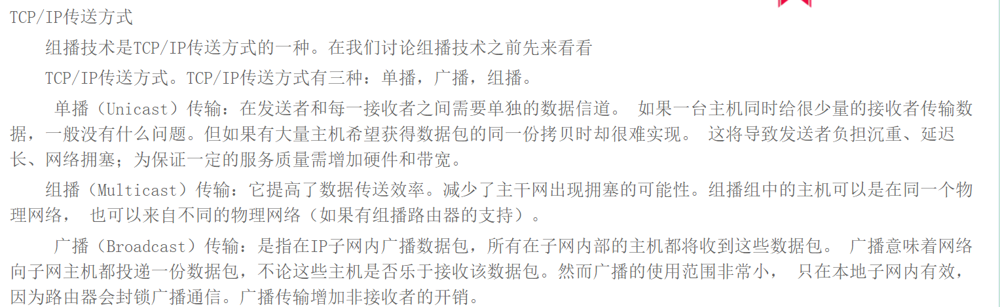 TCP/IP传送方式
组播技术是TCP/IP传送方式的一种。在我们讨论组播技术之前先来看看
TCP/IP传送方式。TCP/IP传送方式有三种：单播，广播，组播。
单播（Unicast）传输：在发送者和每一接收者之间需要单独的数据信道。 如果一台主机同时给很少量的接收者传输数
据，一般没有什么问题。但如果有大量主机希望获得数据包的同一份拷贝时却很难实现。 这将导致发送者负担沉重、延迟
长、网络拥塞；为保证一定的服务质量需增加硬件和带宽。
组播（Multicast）传输：它提高了数据传送效率。减少了主干网出现拥塞的可能性。组播组中的主机可以是在同一个物
理网络， 也可以来自不同的物理网络（如果有组播路由器的支持）。
广播（Broadcast）传输：是指在IP子网内广播数据包，所有在子网内部的主机都将收到这些数据包。 广播意味着网络
向子网主机都投递一份数据包，不论这些主机是否乐于接收该数据包。然而广播的使用范围非常小， 只在本地子网内有效，
因为路由器会封锁广播通信。广播传输增加非接收者的开销。